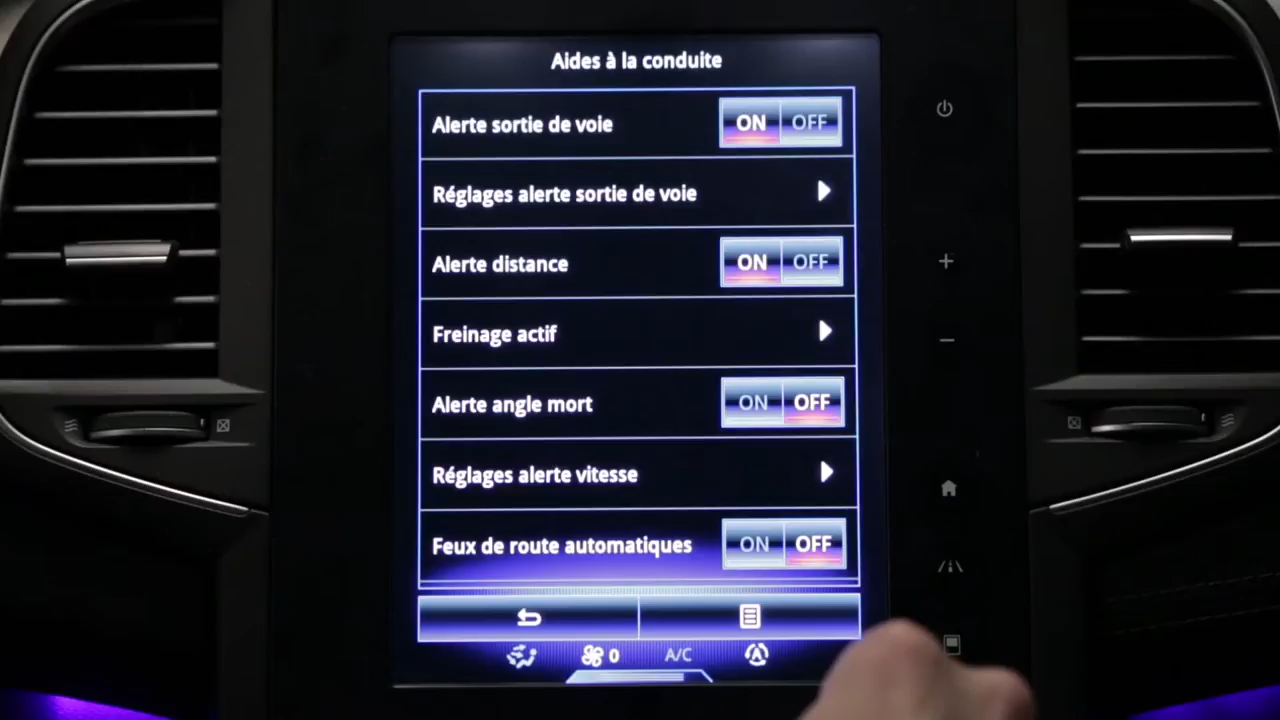 Aides à la conduite
Alerte sortie de voie ON OFF
Réglages alerte sortie de voie
Alerte distance ON OFF
Freinage actif
Alerte angle mort ON OFF
Réglages alerte vitesse
Feux de route automatiques ON OFF
0 A/C A